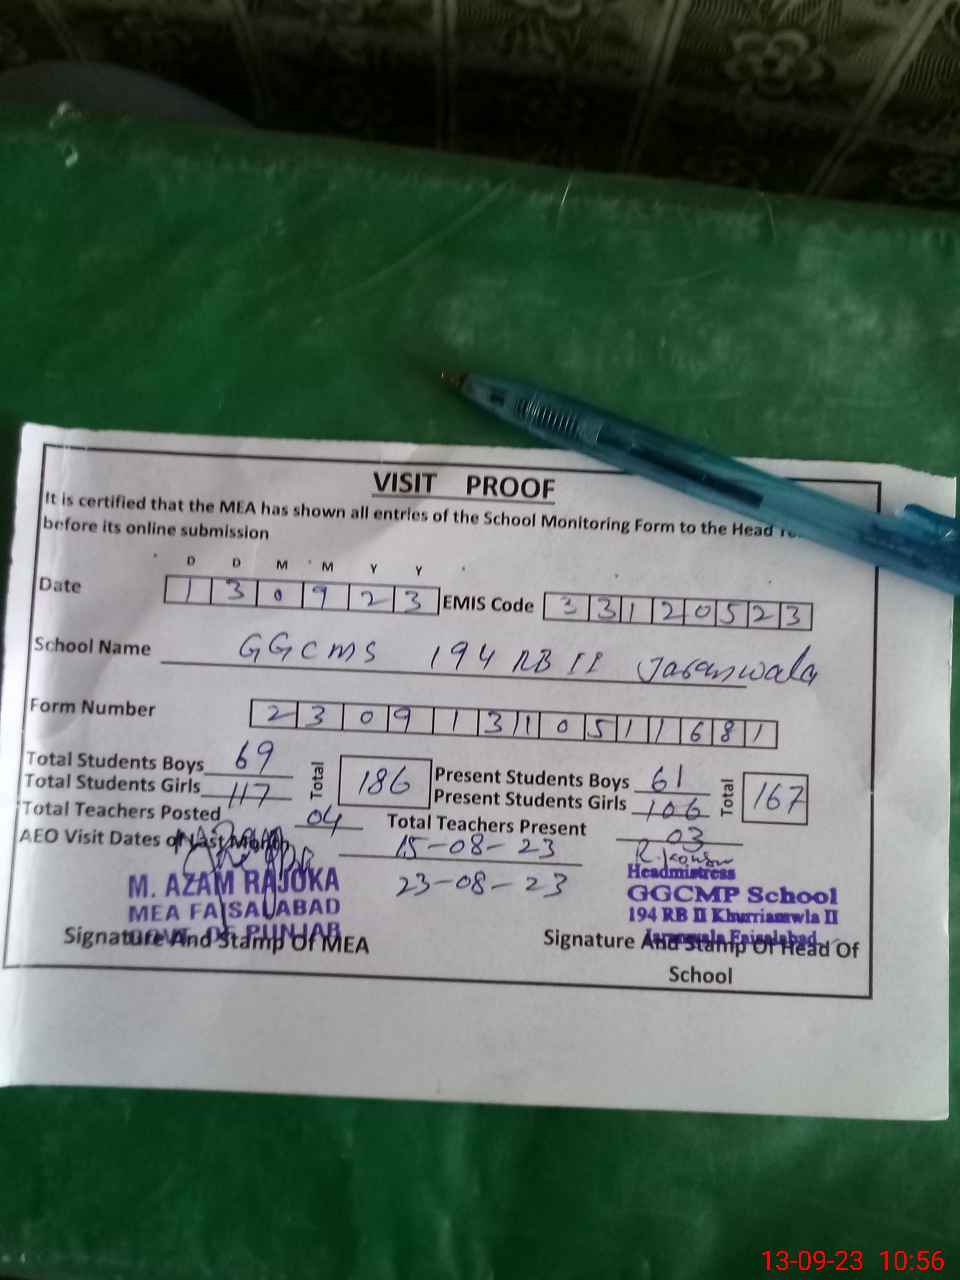 VISIT PROOF
It is certified that the MEA has shown all entries of the School Monitoring Form to the Head
before its online submission
D D M M Y Y
Date 1 3 0 9 2 3 EMIS Code 3 3 1 2 0 5 2 3
School Name GGCMS 194 RB II Jaranwala
Form Number 2 3 0 9 1 3 1 0 5 1 1 6 8 1
Total Students Boys 69 Total 186 Present Students Boys 61 Total 167
Total Students Girls 117 Present Students Girls 106
Total Teachers Posted 04 Total Teachers Present 03
AEO Visit Dates of Last Month 15-08-23
23-08-23
M. AZAM RAJOKA
MEA FAISALABAD
GOVT. OF PUNJAB
Signature And Stamp Of MEA
Headmistress
GGCMP School
194 RB II Khurrianwla II
Jaranwala Faisalabad
Signature And Stamp Of Head Of
School
13-09-23 10:56